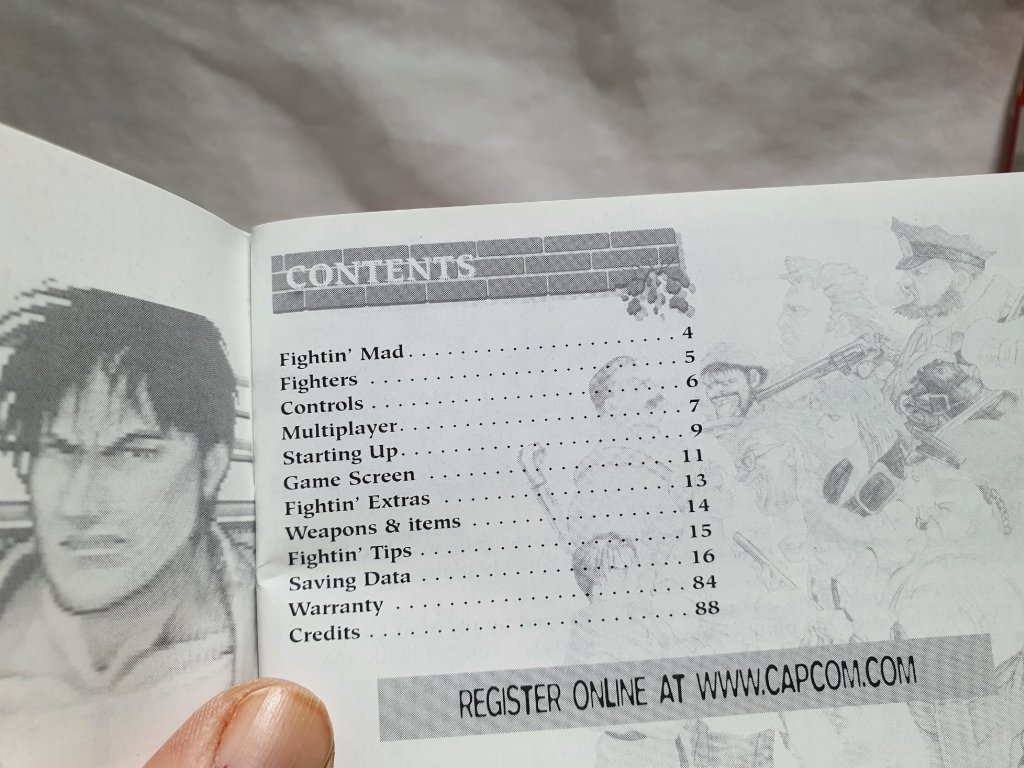 CONTENTS
Fightin' Mad . . . . . . . . . . . . . . . . . . . . . . 4
Fighters . . . . . . . . . . . . . . . . . . . . . . 5
Controls . . . . . . . . . . . . . . . . . . . . . . 6
Multiplayer. . . . . . . . . . . . . . . . . . . . . . 7
Starting Up. . . . . . . . . . . . . . . . . . . . . . 9
Game Screen . . . . . . . . . . . . . . . . . . . . 11
Fightin' Extras . . . . . . . . . . . . . . . . . . . 13
Weapons & items . . . . . . . . . . . . . . . . . 14
Fightin' Tips . . . . . . . . . . . . . . . . . . . . 15
Saving Data . . . . . . . . . . . . . . . . . . . . 16
Warranty . . . . . . . . . . . . . . . . . . . . . . 84
Credits . . . . . . . . . . . . . . . . . . . . . . . 88
REGISTER ONLINE AT WWW.CAPCOM.COM